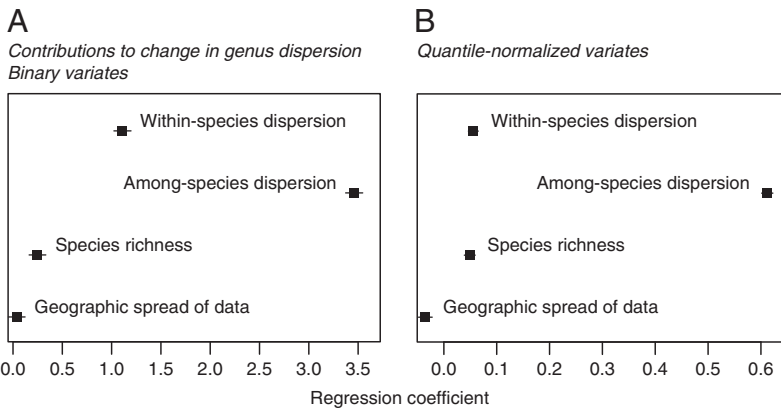 A
Contributions to change in genus dispersion
Binary variates
Within-species dispersion
Among-species dispersion
Species richness
Geographic spread of data
0.0 0.5 1.0 1.5 2.0 2.5 3.0 3.5
B
Quantile-normalized variates
Within-species dispersion
Among-species dispersion
Species richness
Geographic spread of data
0.0 0.1 0.2 0.3 0.4 0.5 0.6
Regression coefficient